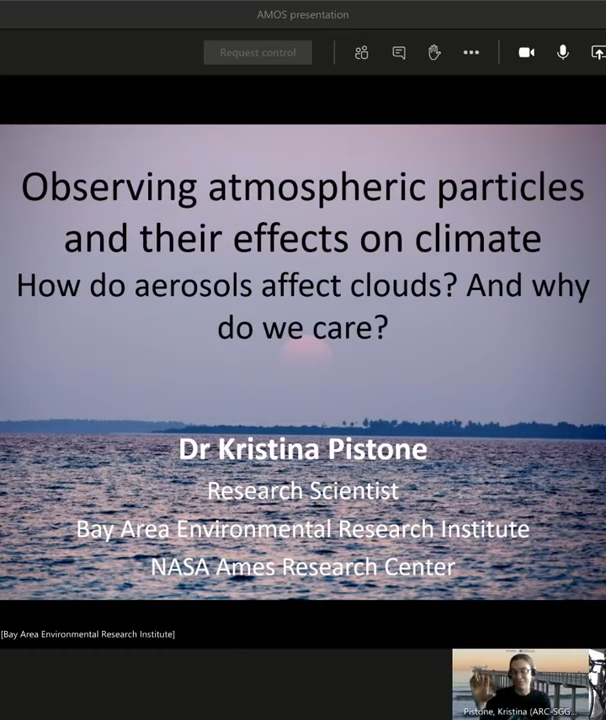 AMOS presentation
Request control
Observing atmospheric particles
and their effects on climate
How do aerosols affect clouds? And why
do we care?
Dr Kristina Pistone
Research Scientist
Bay Area Environmental Research Institute
NASA Ames Research Center
[Bay Area Environmental Research Institute]
Pistone, Kristina (ARC-SGG...